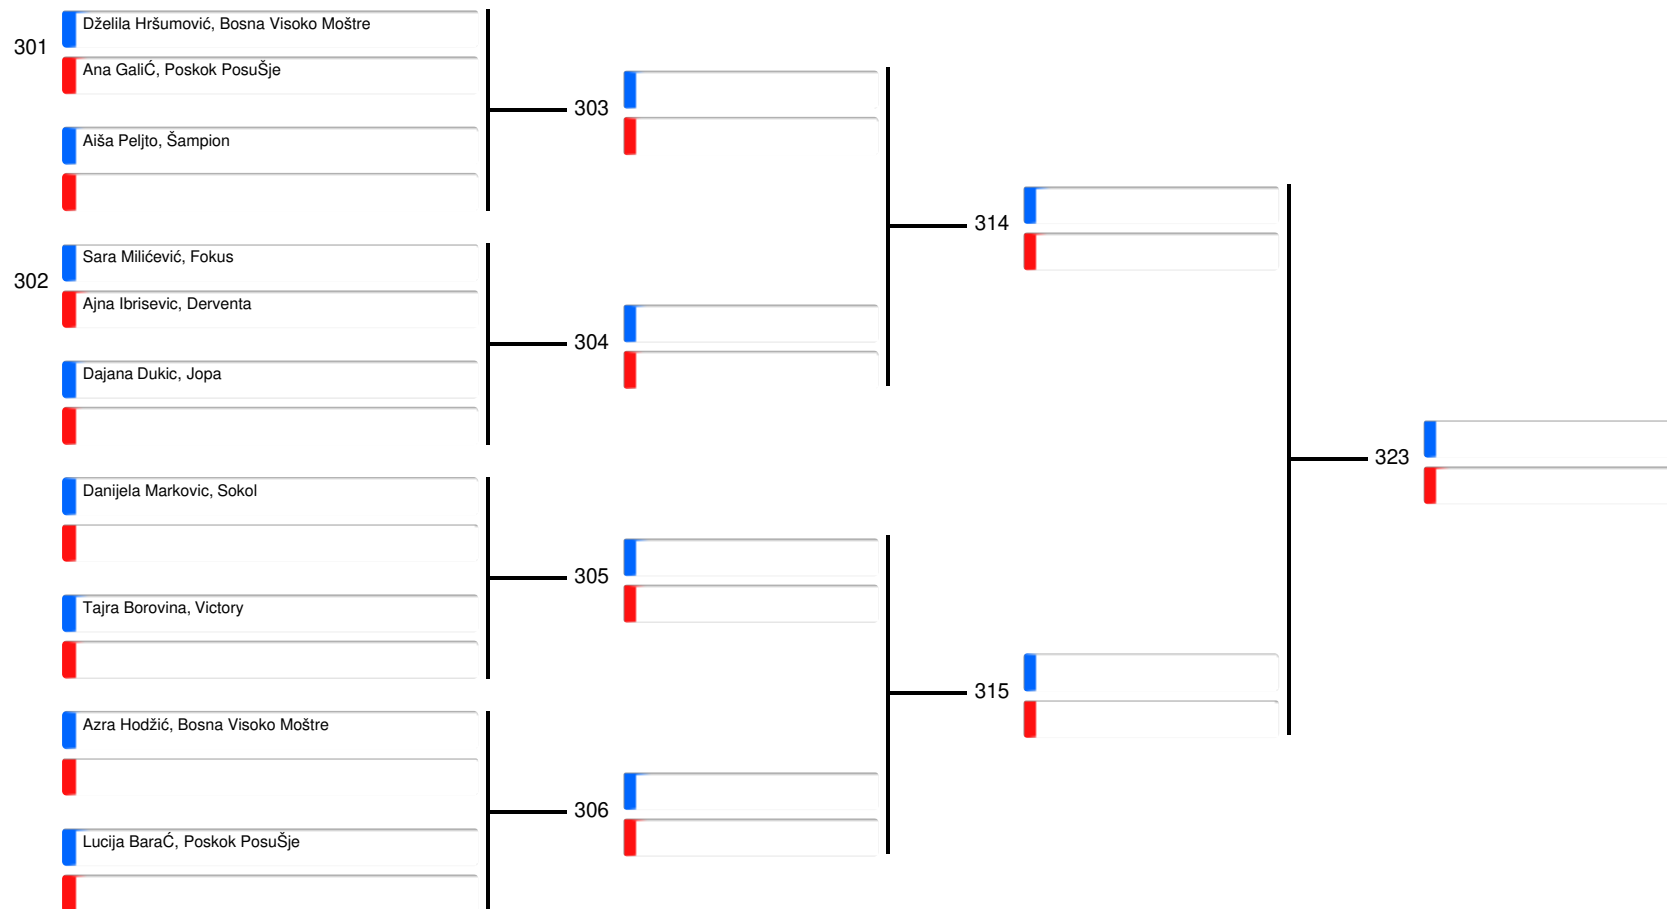 Dželila Hršumović, Bosna Visoko Moštre
301
Ana GaliĆ, Poskok PosuŠje
303
Aiša Peljto, Šampion
314
Sara Milićević, Fokus
302
Ajna Ibrisevic, Derventa
304
Dajana Dukic, Jopa
323
Danijela Markovic, Sokol
305
Tajra Borovina, Victory
315
Azra Hodžić, Bosna Visoko Moštre
306
Lucija BaraĆ, Poskok PosuŠje